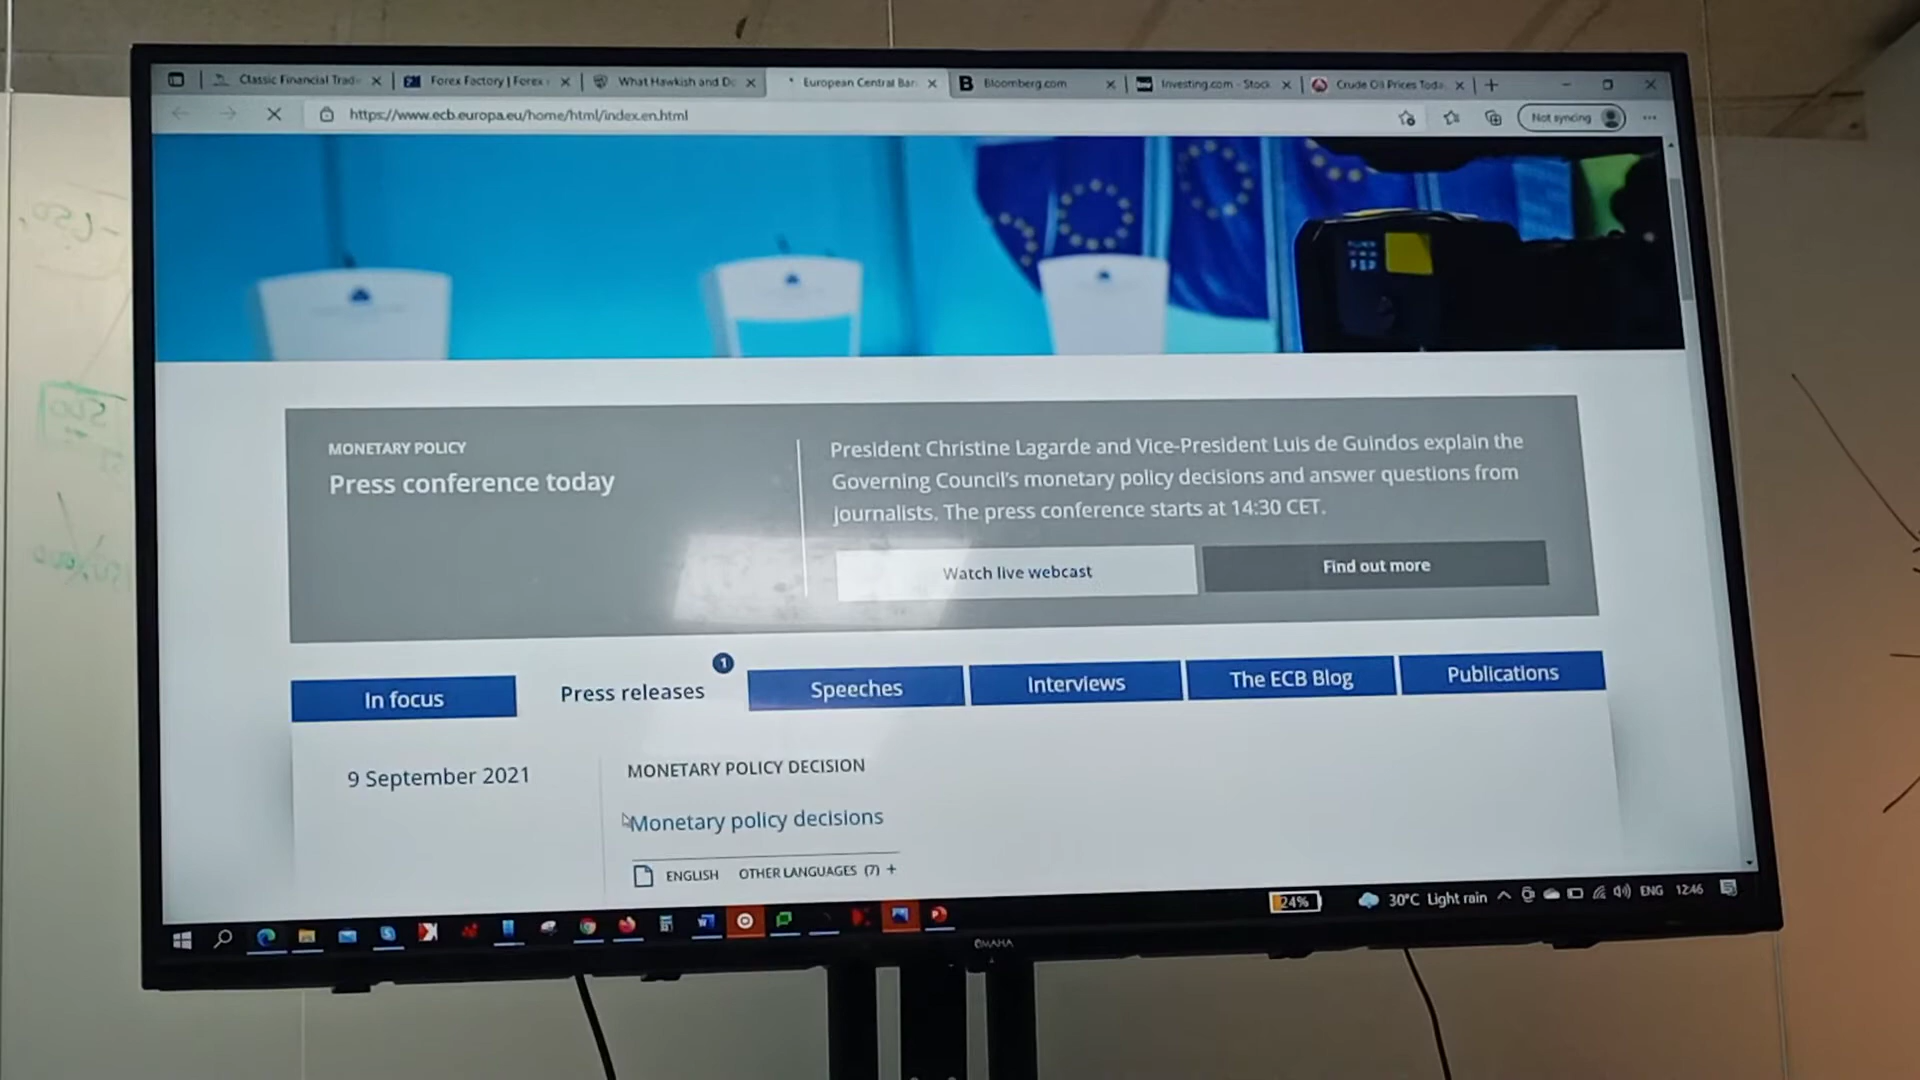 Classic Financial Trad
Forex Factory | Forex
What Hawkish and Do
European Central Ban
Bloomberg.com
Investing.com - Stock
Crude Oil Prices Toda
https://www.ecb.europa.eu/home/html/index.en.html
Not syncing
MONETARY POLICY
Press conference today
President Christine Lagarde and Vice-President Luis de Guindos explain the
Governing Council's monetary policy decisions and answer questions from
journalists. The press conference starts at 14:30 CET.
Watch live webcast
Find out more
1
In focus
Press releases
Speeches
Interviews
The ECB Blog
Publications
9 September 2021
MONETARY POLICY DECISION
Monetary policy decisions
ENGLISH OTHER LANGUAGES (7) +
24%
30°C Light rain
ENG
12:46
OMAHA